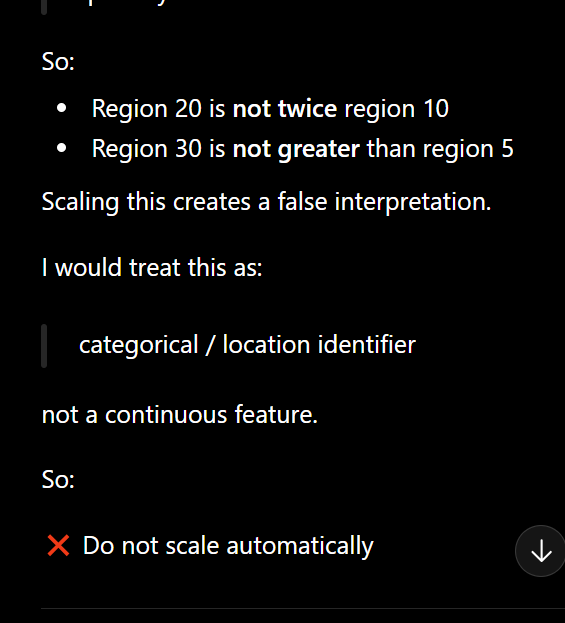 So:
• Region 20 is not twice region 10
• Region 30 is not greater than region 5
Scaling this creates a false interpretation.
I would treat this as:
categorical / location identifier
not a continuous feature.
So:
❌ Do not scale automatically